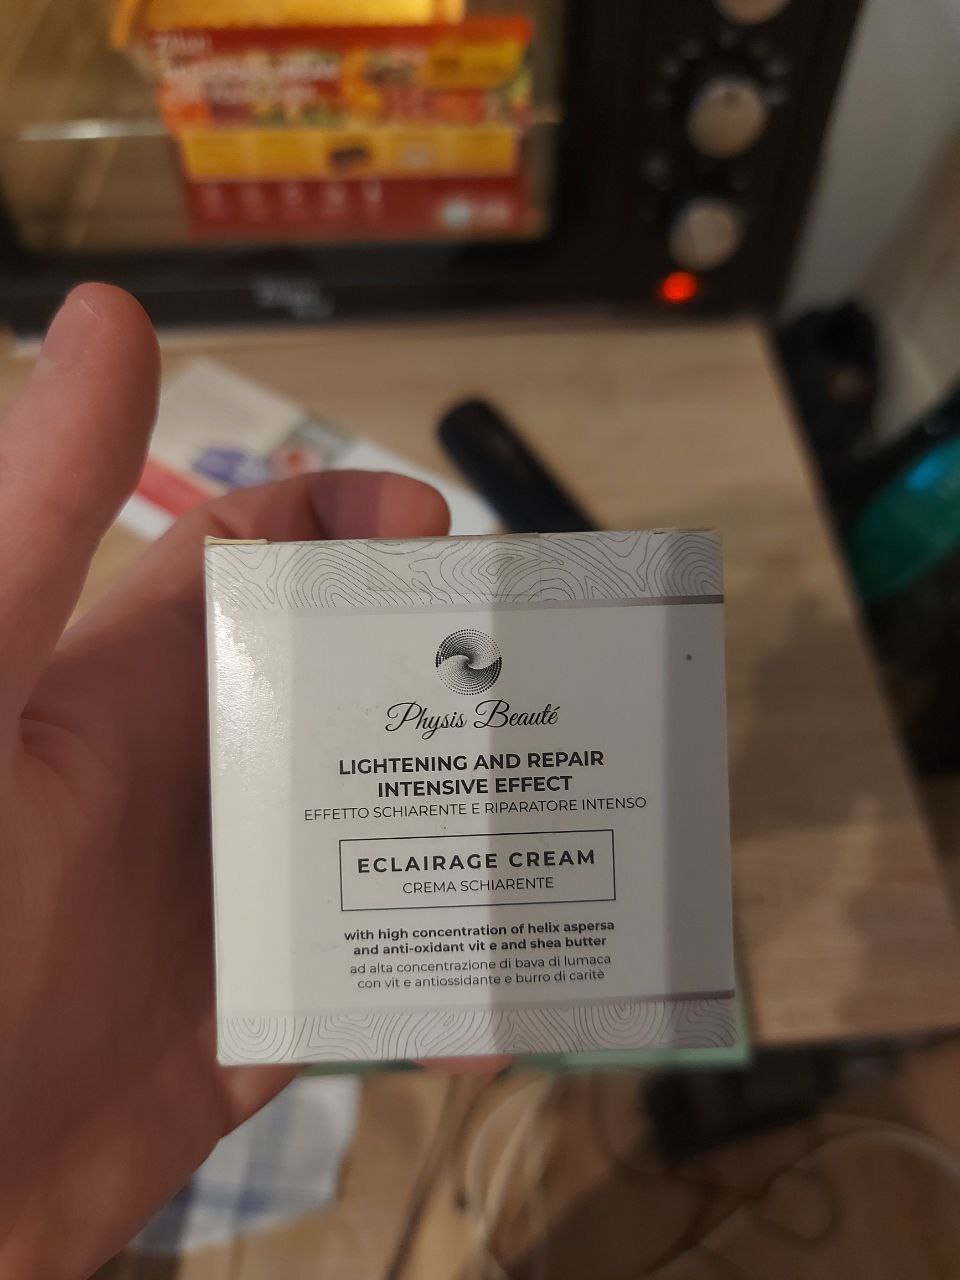 Physis Beauté
LIGHTENING AND REPAIR
INTENSIVE EFFECT
EFFETTO SCHIARENTE E RIPARATORE INTENSO
ECLAIRAGE CREAM
CREMA SCHIARENTE
with high concentration of helix aspersa
and anti-oxidant vit e and shea butter
ad alta concentrazione di bava di lumaca
con vit e antiossidante e burro di caritè